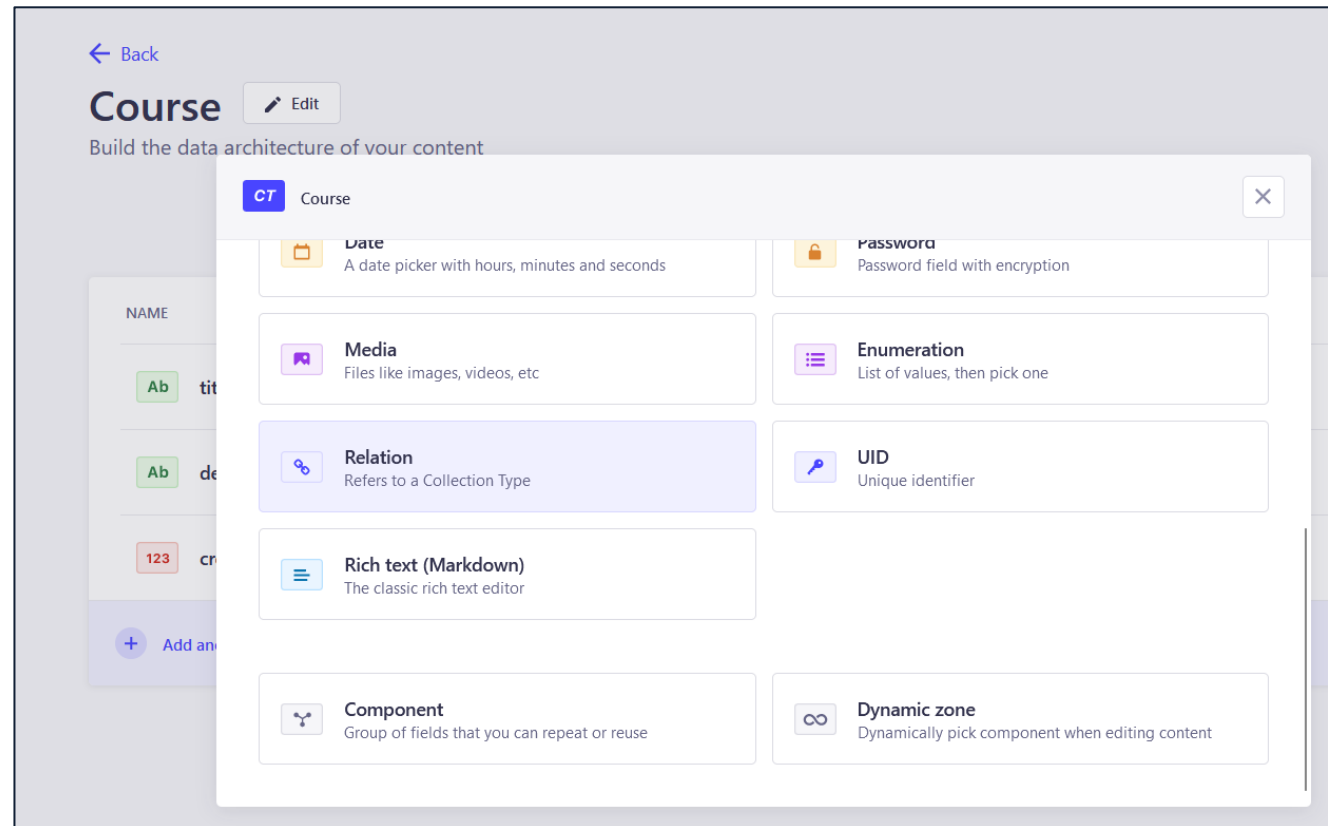 Back
Course
Edit
Build the data architecture of your content
CT
Course
Date
A date picker with hours, minutes and seconds
Password
Password field with encryption
NAME
Media
Files like images, videos, etc
Enumeration
List of values, then pick one
Ab
tit
Relation
Refers to a Collection Type
UID
Unique identifier
Ab
de
Rich text (Markdown)
The classic rich text editor
123
cr
Add an
Component
Group of fields that you can repeat or reuse
Dynamic zone
Dynamically pick component when editing content